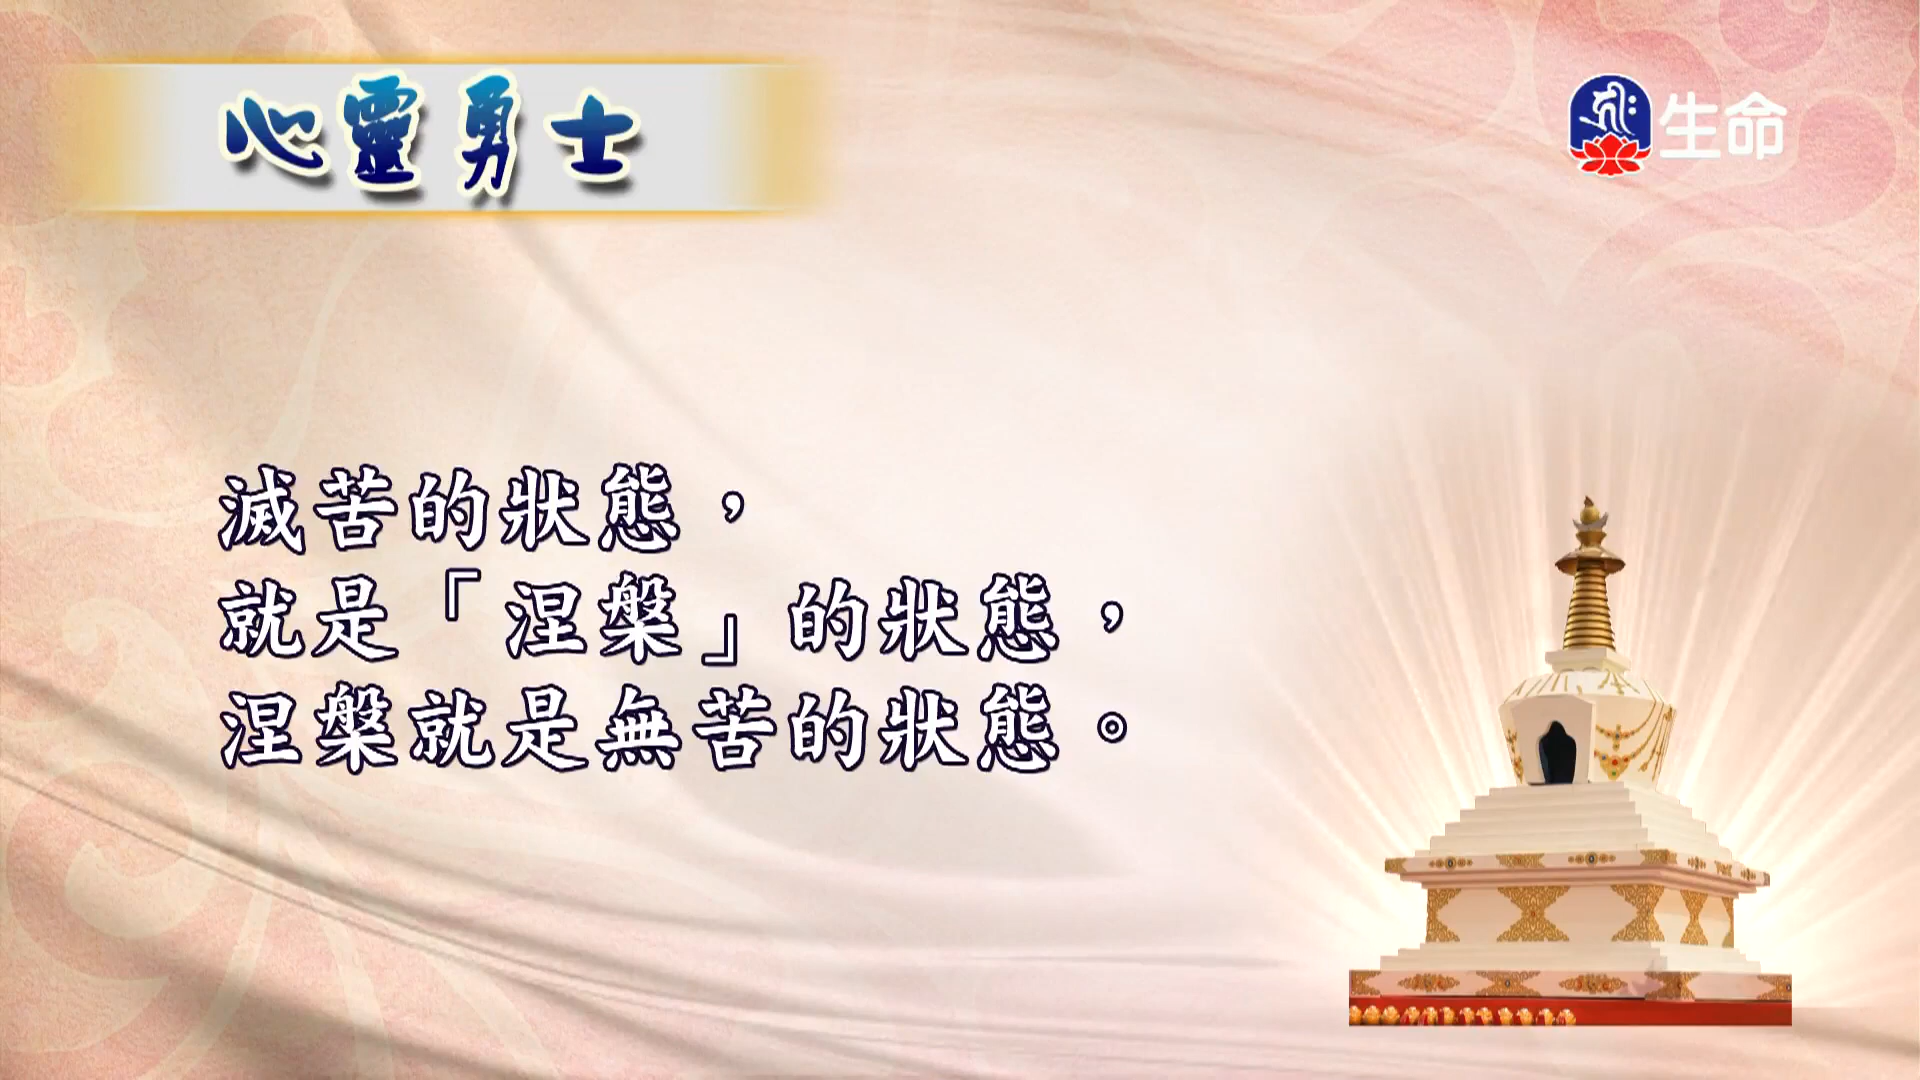 心靈勇士
生命
滅苦的狀態，
就是「涅槃」的狀態，
涅槃就是無苦的狀態。